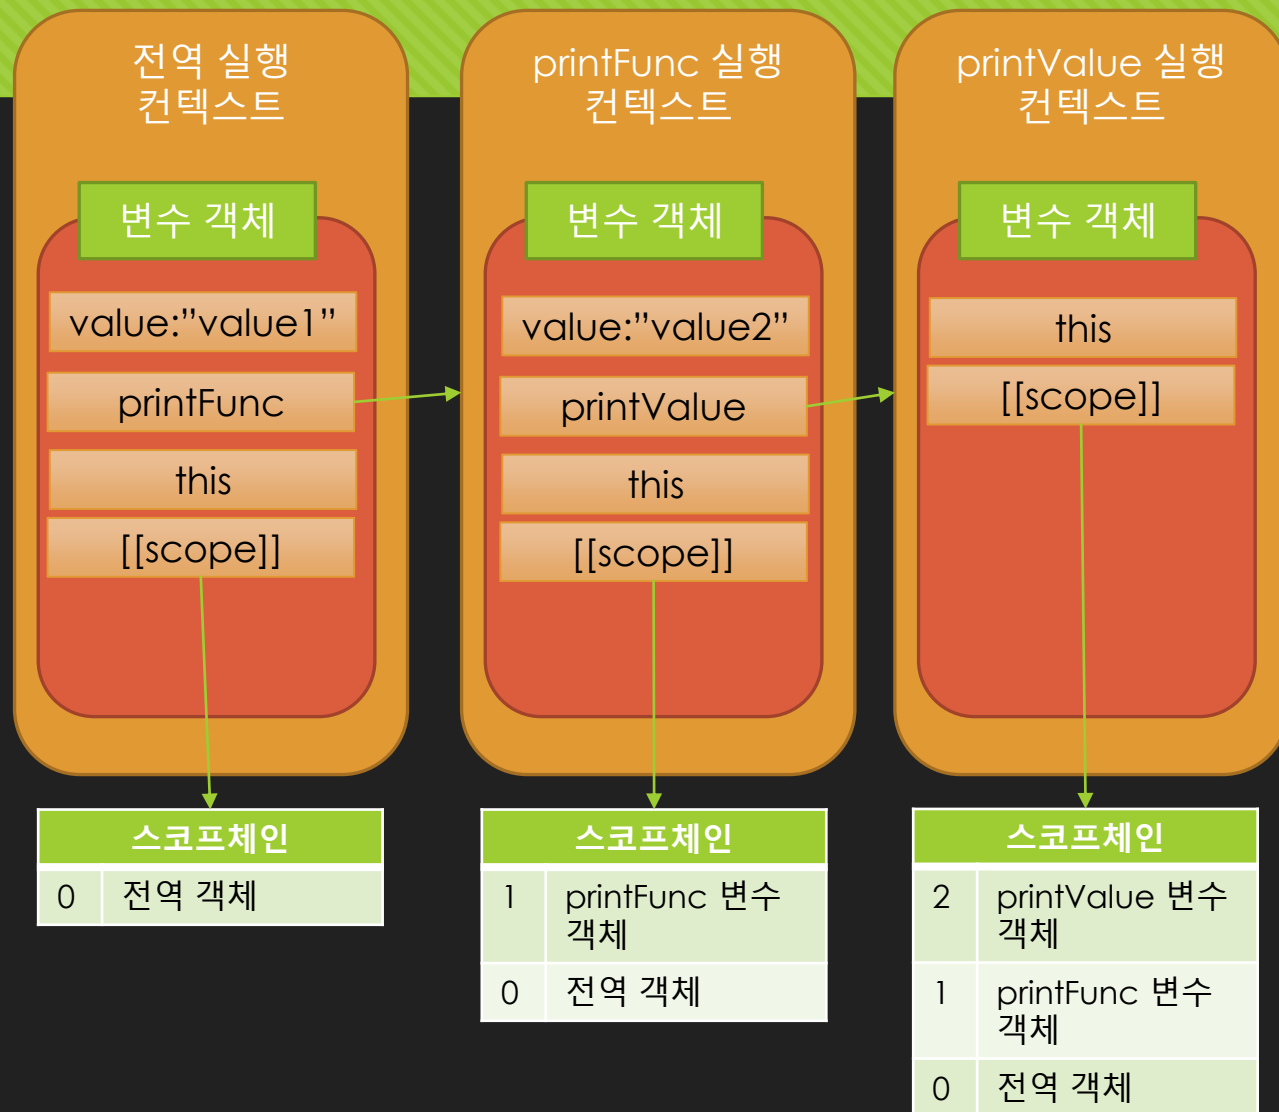 전역 실행
컨텍스트
변수 객체
value:”value1”
printFunc
this
[[scope]]
스코프체인
0 전역 객체
printFunc 실행
컨텍스트
변수 객체
value:”value2”
printValue
this
[[scope]]
스코프체인
1 printFunc 변수
객체
0 전역 객체
printValue 실행
컨텍스트
변수 객체
this
[[scope]]
스코프체인
2 printValue 변수
객체
1 printFunc 변수
객체
0 전역 객체